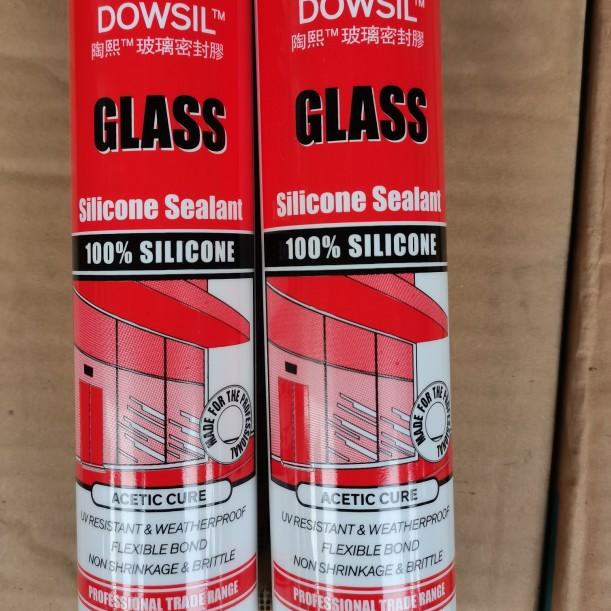 DOWSIL™
陶熙™玻璃密封膠
GLASS
Silicone Sealant
100% SILICONE
MADE FOR THE PROFESSIONAL
ACETIC CURE
UV RESISTANT & WEATHERPROOF
FLEXIBLE BOND
NON SHRINKAGE & BRITTLE
PROFESSIONAL TRADE RANGE
DOWSIL™
陶熙™玻璃密封膠
GLASS
Silicone Sealant
100% SILICONE
MADE FOR THE PROFESSIONAL
ACETIC CURE
UV RESISTANT & WEATHERPROOF
FLEXIBLE BOND
NON SHRINKAGE & BRITTLE
PROFESSIONAL TRADE RANGE